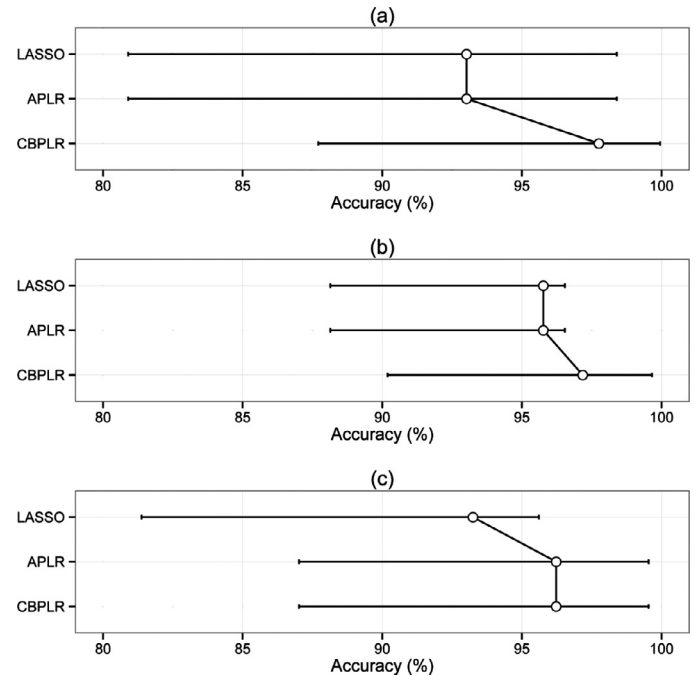 (a)
LASSO
APLR
CBPLR
80 85 90 95 100
Accuracy (%)
(b)
LASSO
APLR
CBPLR
80 85 90 95 100
Accuracy (%)
(c)
LASSO
APLR
CBPLR
80 85 90 95 100
Accuracy (%)